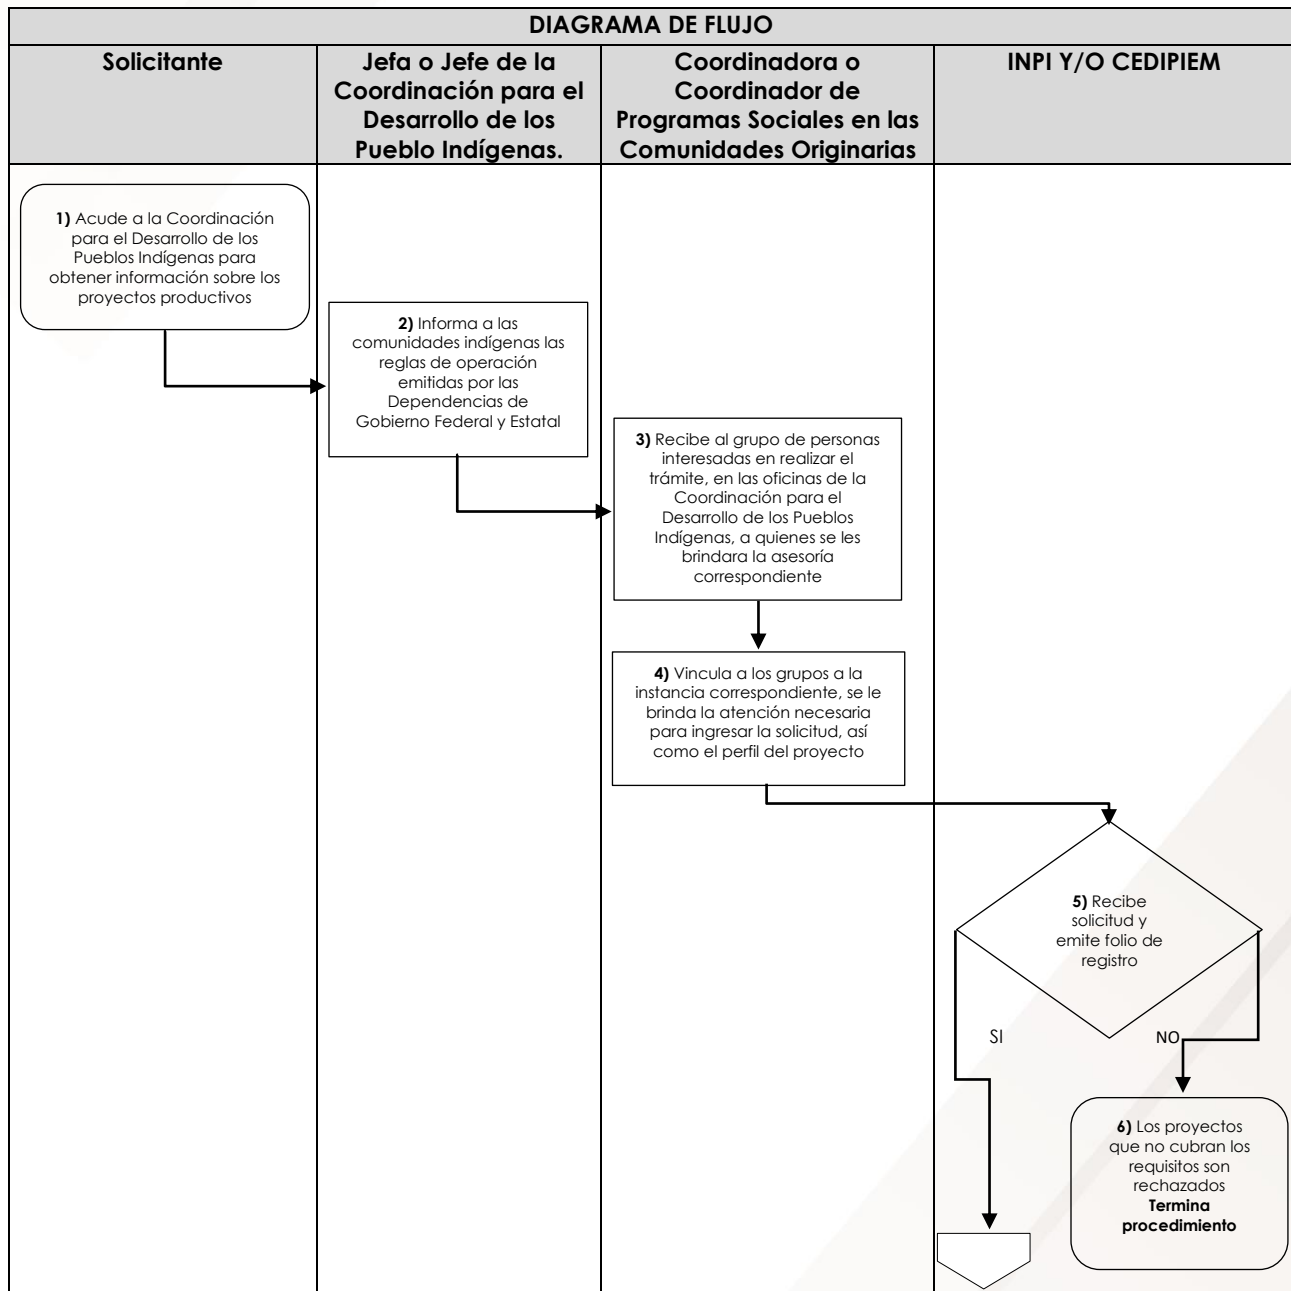 DIAGRAMA DE FLUJO
Solicitante
Jefa o Jefe de la
Coordinación para el
Desarrollo de los
Pueblo Indígenas.
Coordinadora o
Coordinador de
Programas Sociales en las
Comunidades Originarias
INPI Y/O CEDIPIEM
1) Acude a la Coordinación
para el Desarrollo de los
Pueblos Indígenas para
obtener información sobre los
proyectos productivos
2) Informa a las
comunidades indígenas las
reglas de operación
emitidas por las
Dependencias de
Gobierno Federal y Estatal
3) Recibe al grupo de personas
interesadas en realizar el
trámite, en las oficinas de la
Coordinación para el
Desarrollo de los Pueblos
Indígenas, a quienes se les
brindara la asesoría
correspondiente
4) Vincula a los grupos a la
instancia correspondiente, se le
brinda la atención necesaria
para ingresar la solicitud, así
como el perfil del proyecto
5) Recibe
solicitud y
emite folio de
registro
SI
NO
6) Los proyectos
que no cubran los
requisitos son
rechazados
Termina
procedimiento